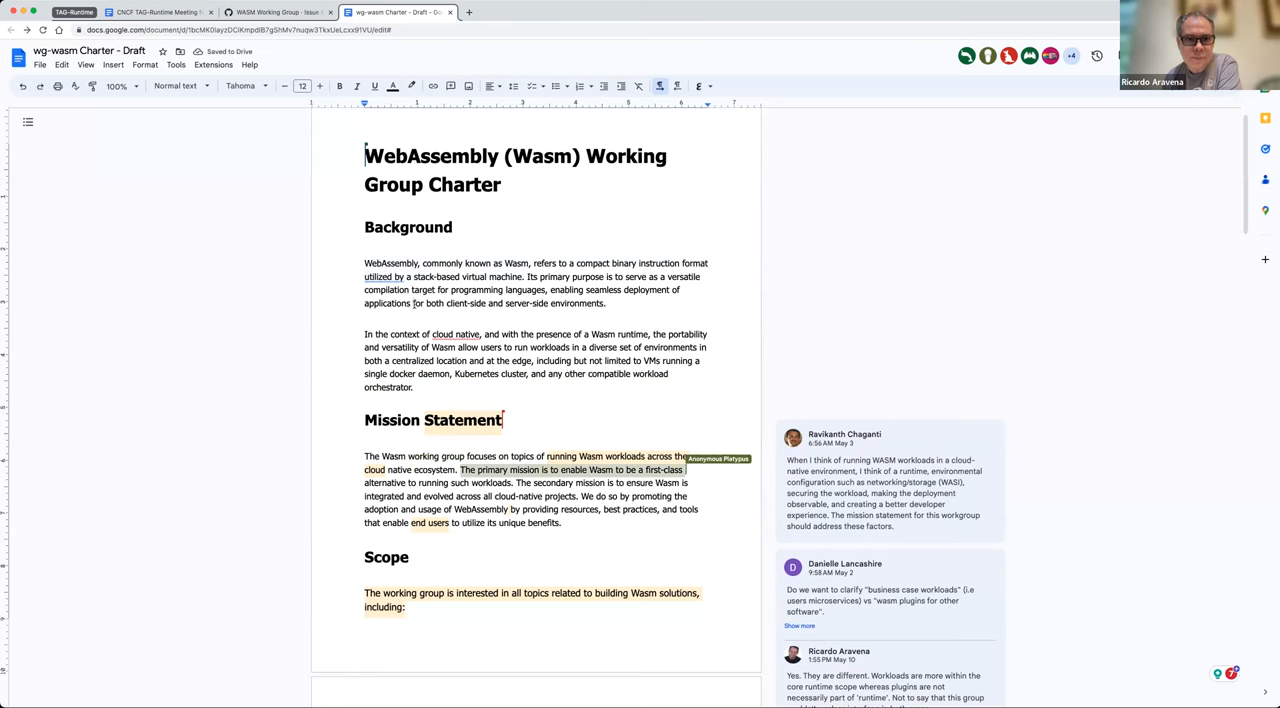 TAG-Runtime
CNCF TAG-Runtime Meeting N
WASM Working Group · Issue
wg-wasm Charter - Draft - Go
wg-wasm Charter - Draft
Saved to Drive
File Edit View Insert Format Tools Extensions Help
+4
100% Normal text Tahoma 12 B I U A
1 1 2 3 4 5 6 7
Ricardo Aravena
WebAssembly (Wasm) Working
Group Charter
Background
WebAssembly, commonly known as Wasm, refers to a compact binary instruction format
utilized by a stack-based virtual machine. Its primary purpose is to serve as a versatile
compilation target for programming languages, enabling seamless deployment of
applications for both client-side and server-side environments.
In the context of cloud native, and with the presence of a Wasm runtime, the portability
and versatility of Wasm allow users to run workloads in a diverse set of environments in
both a centralized location and at the edge, including but not limited to VMs running a
single docker daemon, Kubernetes cluster, and any other compatible workload
orchestrator.
Mission Statement
The Wasm working group focuses on topics of running Wasm workloads across the
cloud native ecosystem. The primary mission is to enable Wasm to be a first-class
alternative to running such workloads. The secondary mission is to ensure Wasm is
integrated and evolved across all cloud-native projects. We do so by promoting the
adoption and usage of WebAssembly by providing resources, best practices, and tools
that enable end users to utilize its unique benefits.
Anonymous Platypus
Scope
The working group is interested in all topics related to building Wasm solutions,
including:
Ravikanth Chaganti
6:56 AM May 3
When I think of running WASM workloads in a cloud-
native environment, I think of a runtime, environmental
configuration such as networking/storage (WASI),
securing the workload, making the deployment
observable, and creating a better developer
experience. The mission statement for this workgroup
should address these factors.
D
Danielle Lancashire
9:58 AM May 2
Do we want to clarify "business case workloads" (i.e
users microservices) vs "wasm plugins for other
software".
Show more
Ricardo Aravena
1:55 PM May 10
Yes. They are different. Workloads are more within the
core runtime scope whereas plugins are not
necessarily part of 'runtime'. Not to say that this group